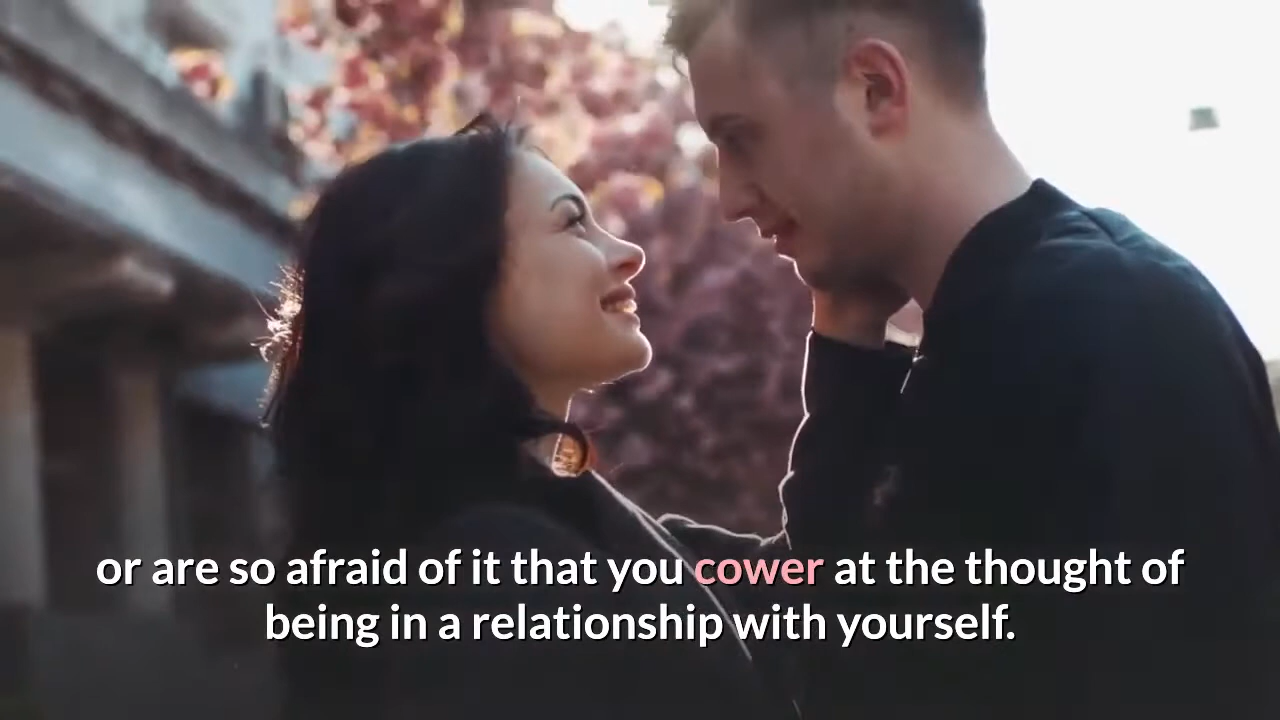 or are so afraid of it that you cower at the thought of
being in a relationship with yourself.